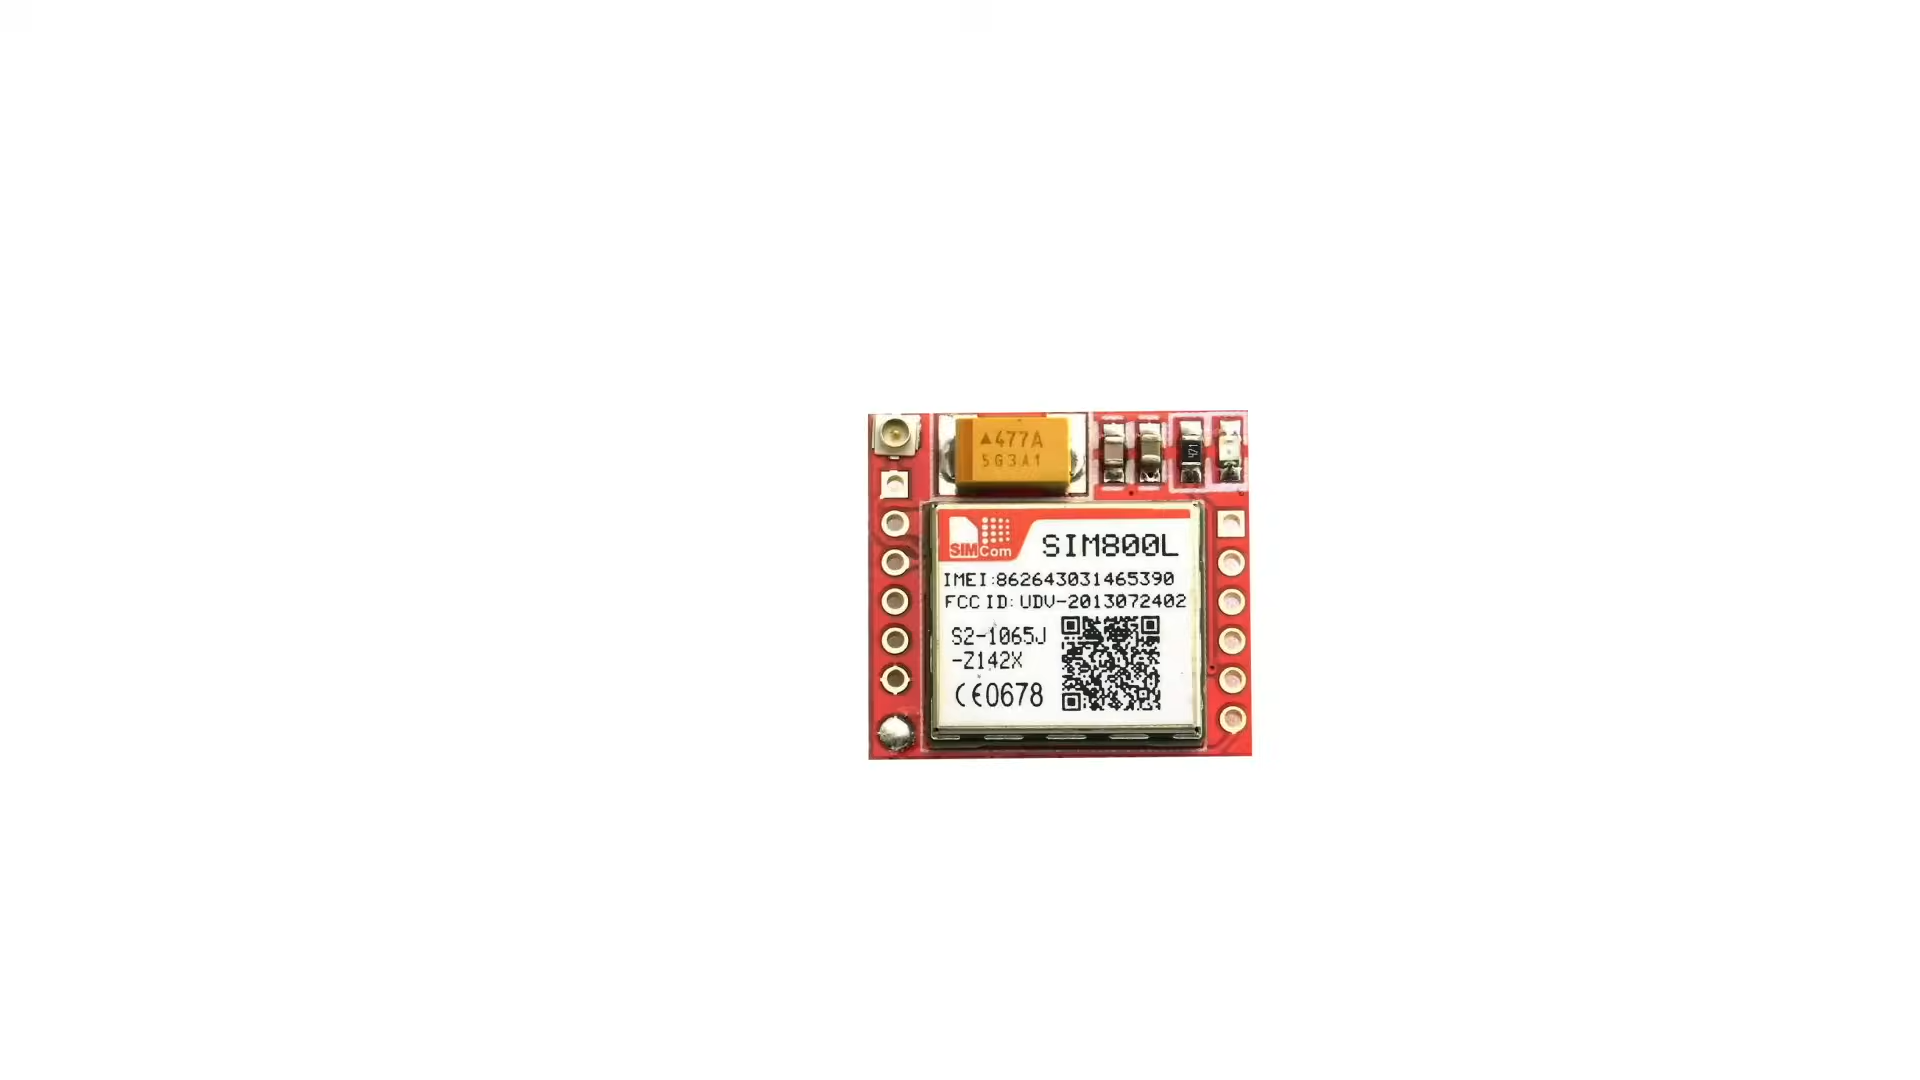 ▲477A
5G3A1
SIMCom
SIM800L
IMEI:862643031465390
FCC ID: UDV-2013072402
S2-1065J
-Z142X
CE0678